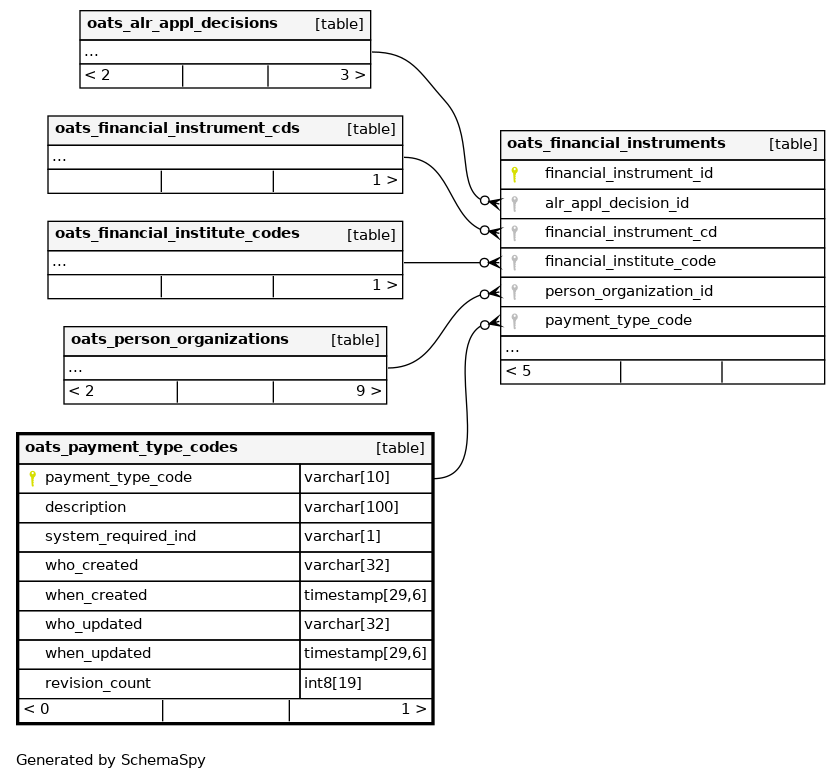 oats_alr_appl_decisions [table]
...
< 2 3 >
oats_financial_instrument_cds [table]
...
1 >
oats_financial_institute_codes [table]
...
1 >
oats_person_organizations [table]
...
< 2 9 >
oats_payment_type_codes [table]
payment_type_code varchar[10]
description varchar[100]
system_required_ind varchar[1]
who_created varchar[32]
when_created timestamp[29,6]
who_updated varchar[32]
when_updated timestamp[29,6]
revision_count int8[19]
< 0 1 >
oats_financial_instruments [table]
financial_instrument_id
alr_appl_decision_id
financial_instrument_cd
financial_institute_code
person_organization_id
payment_type_code
...
< 5
Generated by SchemaSpy